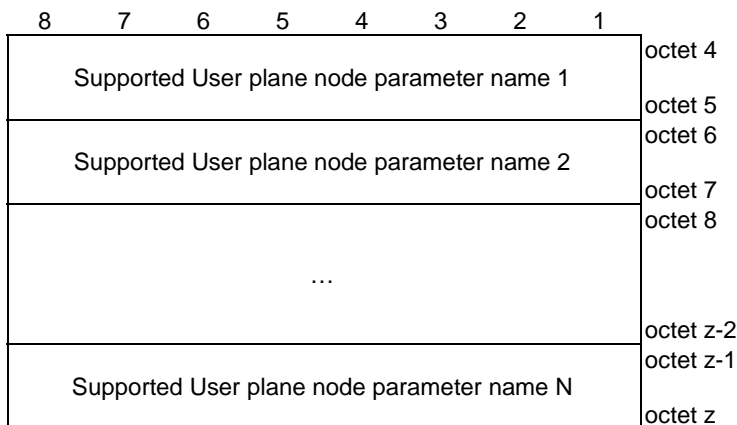 8 7 6 5 4 3 2 1
octet 4
Supported User plane node parameter name 1
octet 5
octet 6
Supported User plane node parameter name 2
octet 7
octet 8
…
octet z-2
octet z-1
Supported User plane node parameter name N
octet z